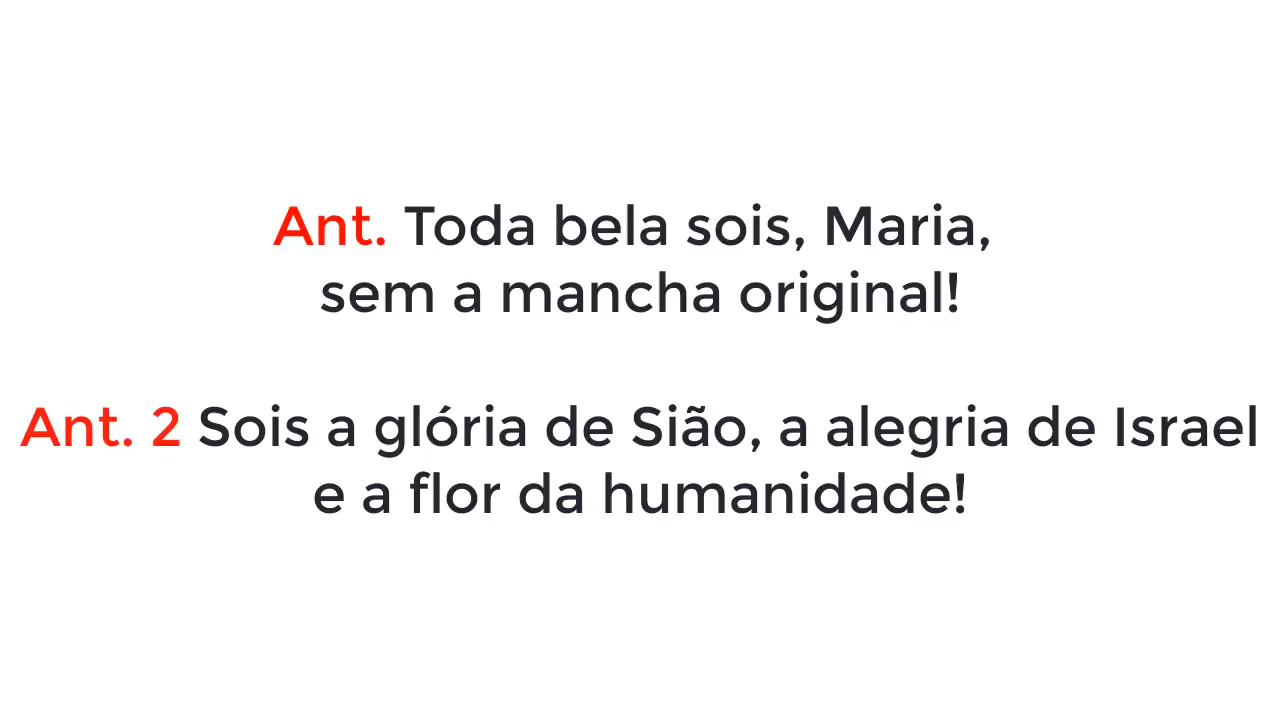 Ant. Toda bela sois, Maria,
sem a mancha original!
Ant. 2 Sois a glória de Sião, a alegria de Israel
e a flor da humanidade!